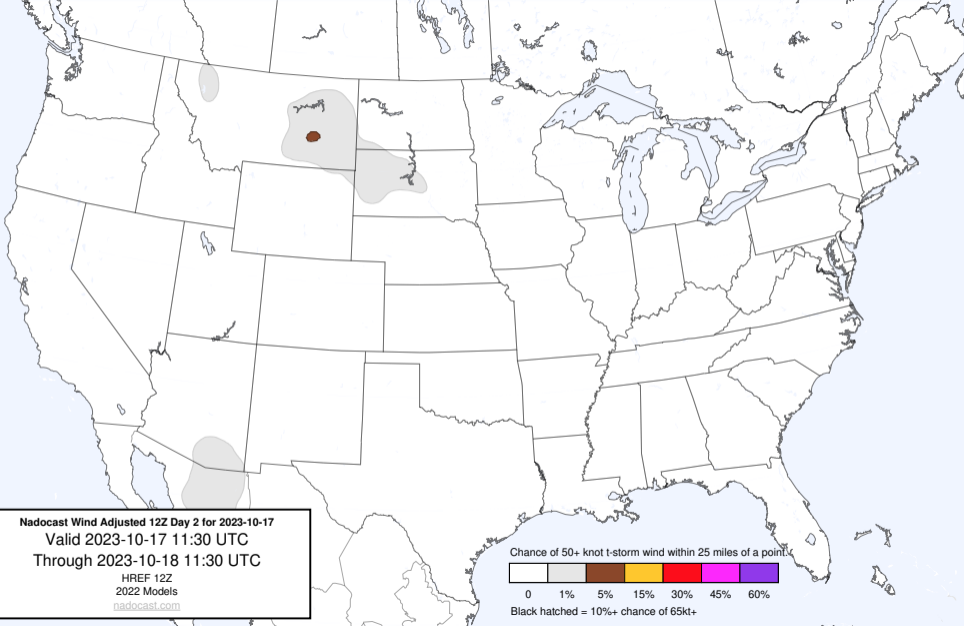 Nadocast Wind Adjusted 12Z Day 2 for 2023-10-17
Valid 2023-10-17 11:30 UTC
Through 2023-10-18 11:30 UTC
HREF 12Z
2022 Models
nadocast.com
Chance of 50+ knot t-storm wind within 25 miles of a point.
0 1% 5% 15% 30% 45% 60%
Black hatched = 10%+ chance of 65kt+